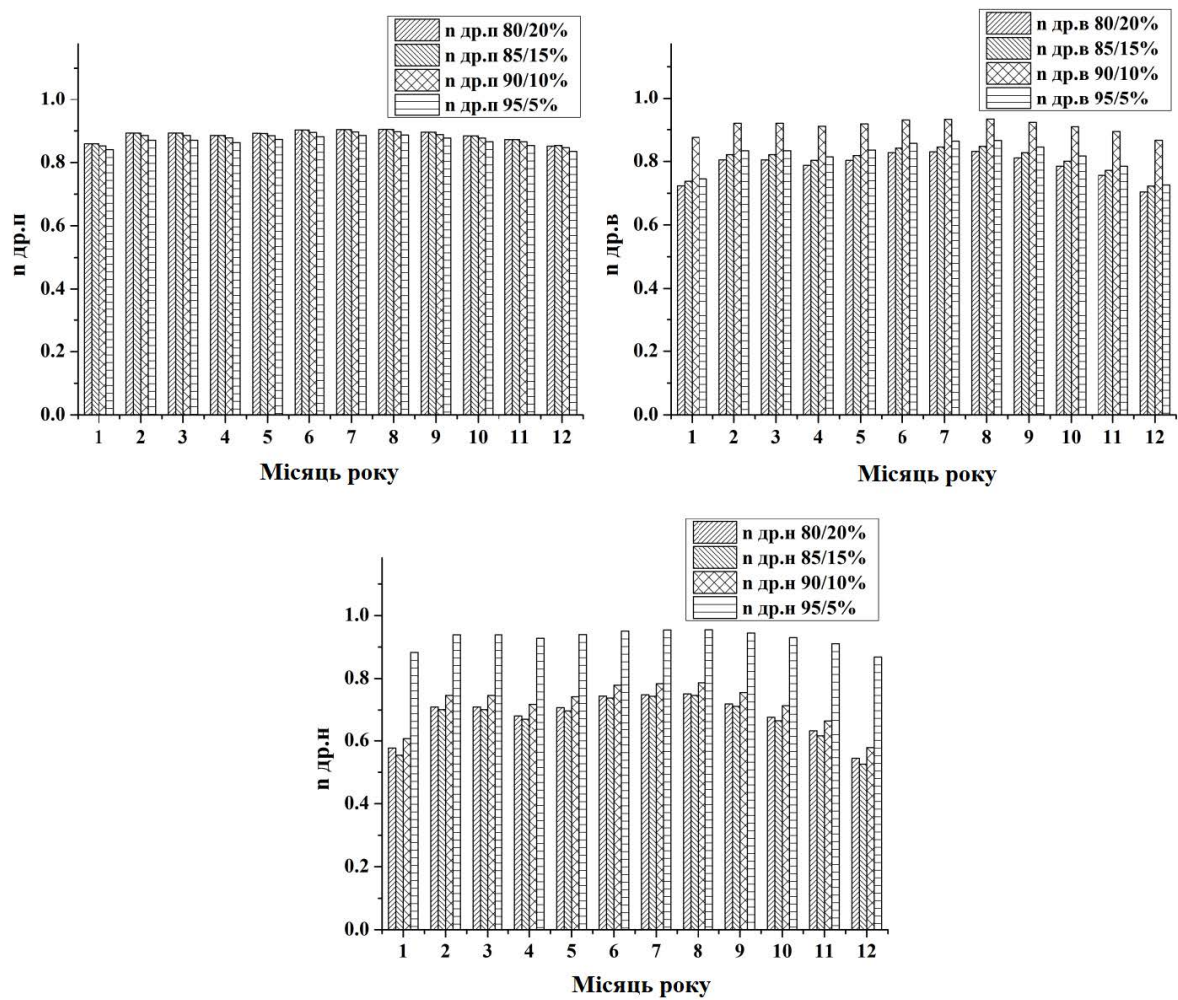 n др.п 80/20%
n др.п 85/15%
n др.п 90/10%
n др.п 95/5%
n др.п
1.0
0.8
0.6
0.4
0.2
0.0
1 2 3 4 5 6 7 8 9 10 11 12
Місяць року
n др.в 80/20%
n др.в 85/15%
n др.в 90/10%
n др.в 95/5%
n др.в
1.0
0.8
0.6
0.4
0.2
0.0
1 2 3 4 5 6 7 8 9 10 11 12
Місяць року
n др.н 80/20%
n др.н 85/15%
n др.н 90/10%
n др.н 95/5%
n др.н
1.0
0.8
0.6
0.4
0.2
0.0
1 2 3 4 5 6 7 8 9 10 11 12
Місяць року